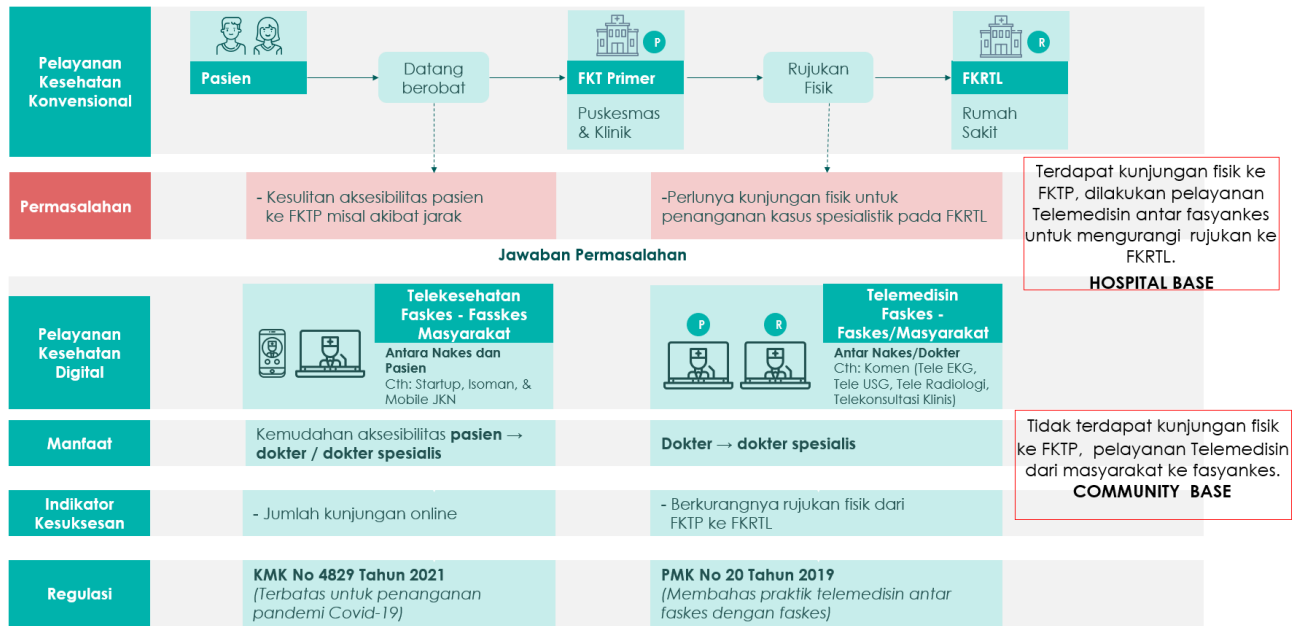 Pelayanan
Kesehatan
Konvensional
Pasien
Datang
berobat
P
FKT Primer
Puskesmas
& Klinik
Rujukan
Fisik
R
FKRTL
Rumah
Sakit
Permasalahan
- Kesulitan aksesibilitas pasien
ke FKTP misal akibat jarak
-Perlunya kunjungan fisik untuk
penanganan kasus spesialistik pada FKRTL
Terdapat kunjungan fisik ke
FKTP, dilakukan pelayanan
Telemedisin antar fasyankes
untuk mengurangi rujukan ke
FKRTL.
HOSPITAL BASE
Jawaban Permasalahan
Pelayanan
Kesehatan
Digital
Telekesehatan
Faskes - Fasskes
Masyarakat
Antara Nakes dan
Pasien
Cth: Startup, Isoman, &
Mobile JKN
P
R
Telemedisin
Faskes -
Faskes/Masyarakat
Antar Nakes/Dokter
Cth: Komen (Tele EKG,
Tele USG, Tele Radiologi,
Telekonsultasi Klinis)
Manfaat
Kemudahan aksesibilitas pasien →
dokter / dokter spesialis
Dokter → dokter spesialis
Tidak terdapat kunjungan fisik
ke FKTP, pelayanan Telemedisin
dari masyarakat ke fasyankes.
COMMUNITY BASE
Indikator
Kesuksesan
- Jumlah kunjungan online
- Berkurangnya rujukan fisik dari
FKTP ke FKRTL
Regulasi
KMK No 4829 Tahun 2021
(Terbatas untuk penanganan
pandemi Covid-19)
PMK No 20 Tahun 2019
(Membahas praktik telemedisin antar
faskes dengan faskes)